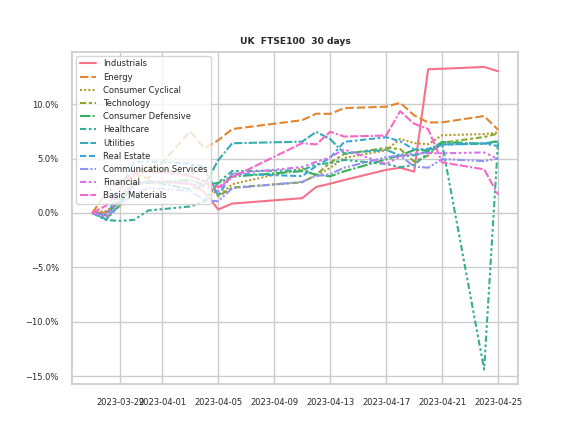 UK FTSE100 30 days
Industrials
Energy
Consumer Cyclical
Technology
Consumer Defensive
Healthcare
Utilities
Real Estate
Communication Services
Financial
Basic Materials
10.0%
5.0%
0.0%
−5.0%
−10.0%
−15.0%
2023-03-29 2023-04-01 2023-04-05 2023-04-09 2023-04-13 2023-04-17 2023-04-21 2023-04-25